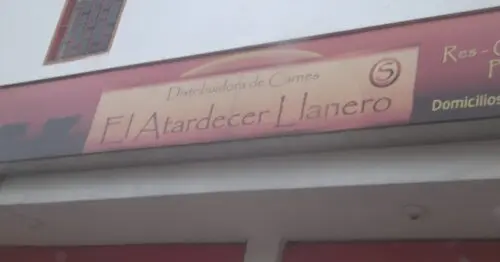 Distribuidora de Carnes
El Atardecer Llanero
S
Res -
Domicilios